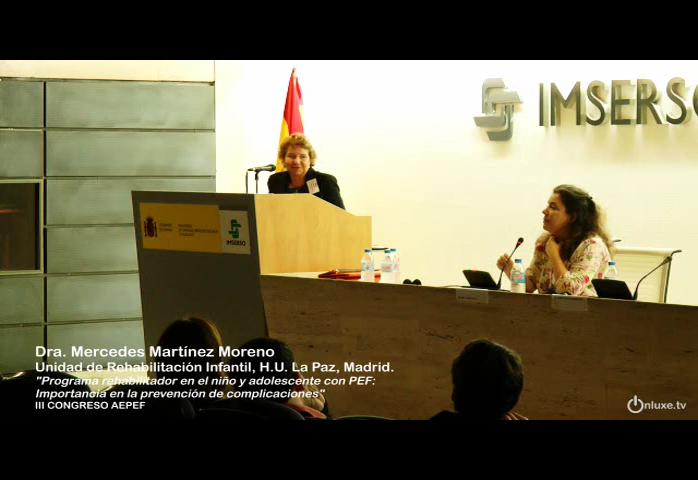 IMSERSO
IMSERSO
Dra. Mercedes Martínez Moreno
Unidad de Rehabilitación Infantil, H.U. La Paz, Madrid.
"Programa rehabilitador en el niño y adolescente con PEF:
Importancia en la prevención de complicaciones"
III CONGRESO AEPEF
Onluxe.tv